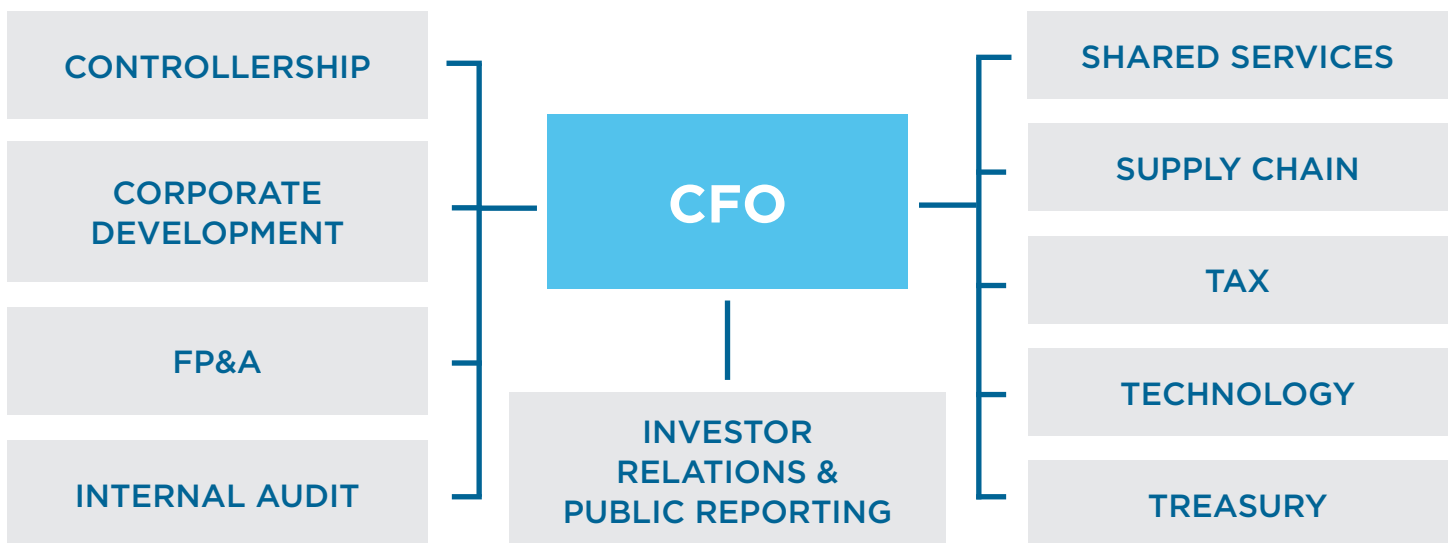 CONTROLLERSHIP
CORPORATE
DEVELOPMENT
FP&A
INTERNAL AUDIT
CFO
INVESTOR
RELATIONS &
PUBLIC REPORTING
SHARED SERVICES
SUPPLY CHAIN
TAX
TECHNOLOGY
TREASURY